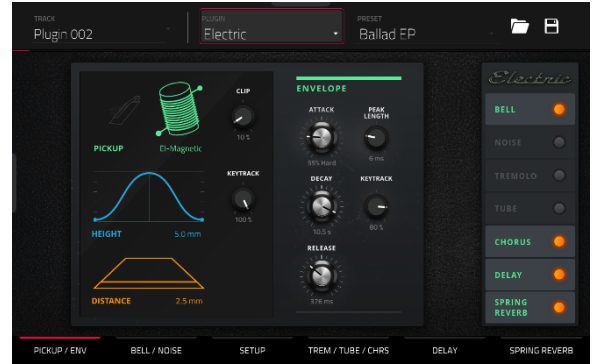 TRACK
Plugin 002
PLUGIN
Electric
PRESET
Ballad EP
PICKUP
El-Magnetic
CLIP
10 %
KEYTRACK
100 %
HEIGHT
5.0 mm
DISTANCE
2.5 mm
ENVELOPE
ATTACK
55% Hard
PEAK
LENGTH
6 ms
DECAY
10.5 s
KEYTRACK
80 %
RELEASE
376 ms
Electric
BELL
NOISE
TREMOLO
TUBE
CHORUS
DELAY
SPRING
REVERB
PICKUP / ENV
BELL / NOISE
SETUP
TREM / TUBE / CHRS
DELAY
SPRING REVERB